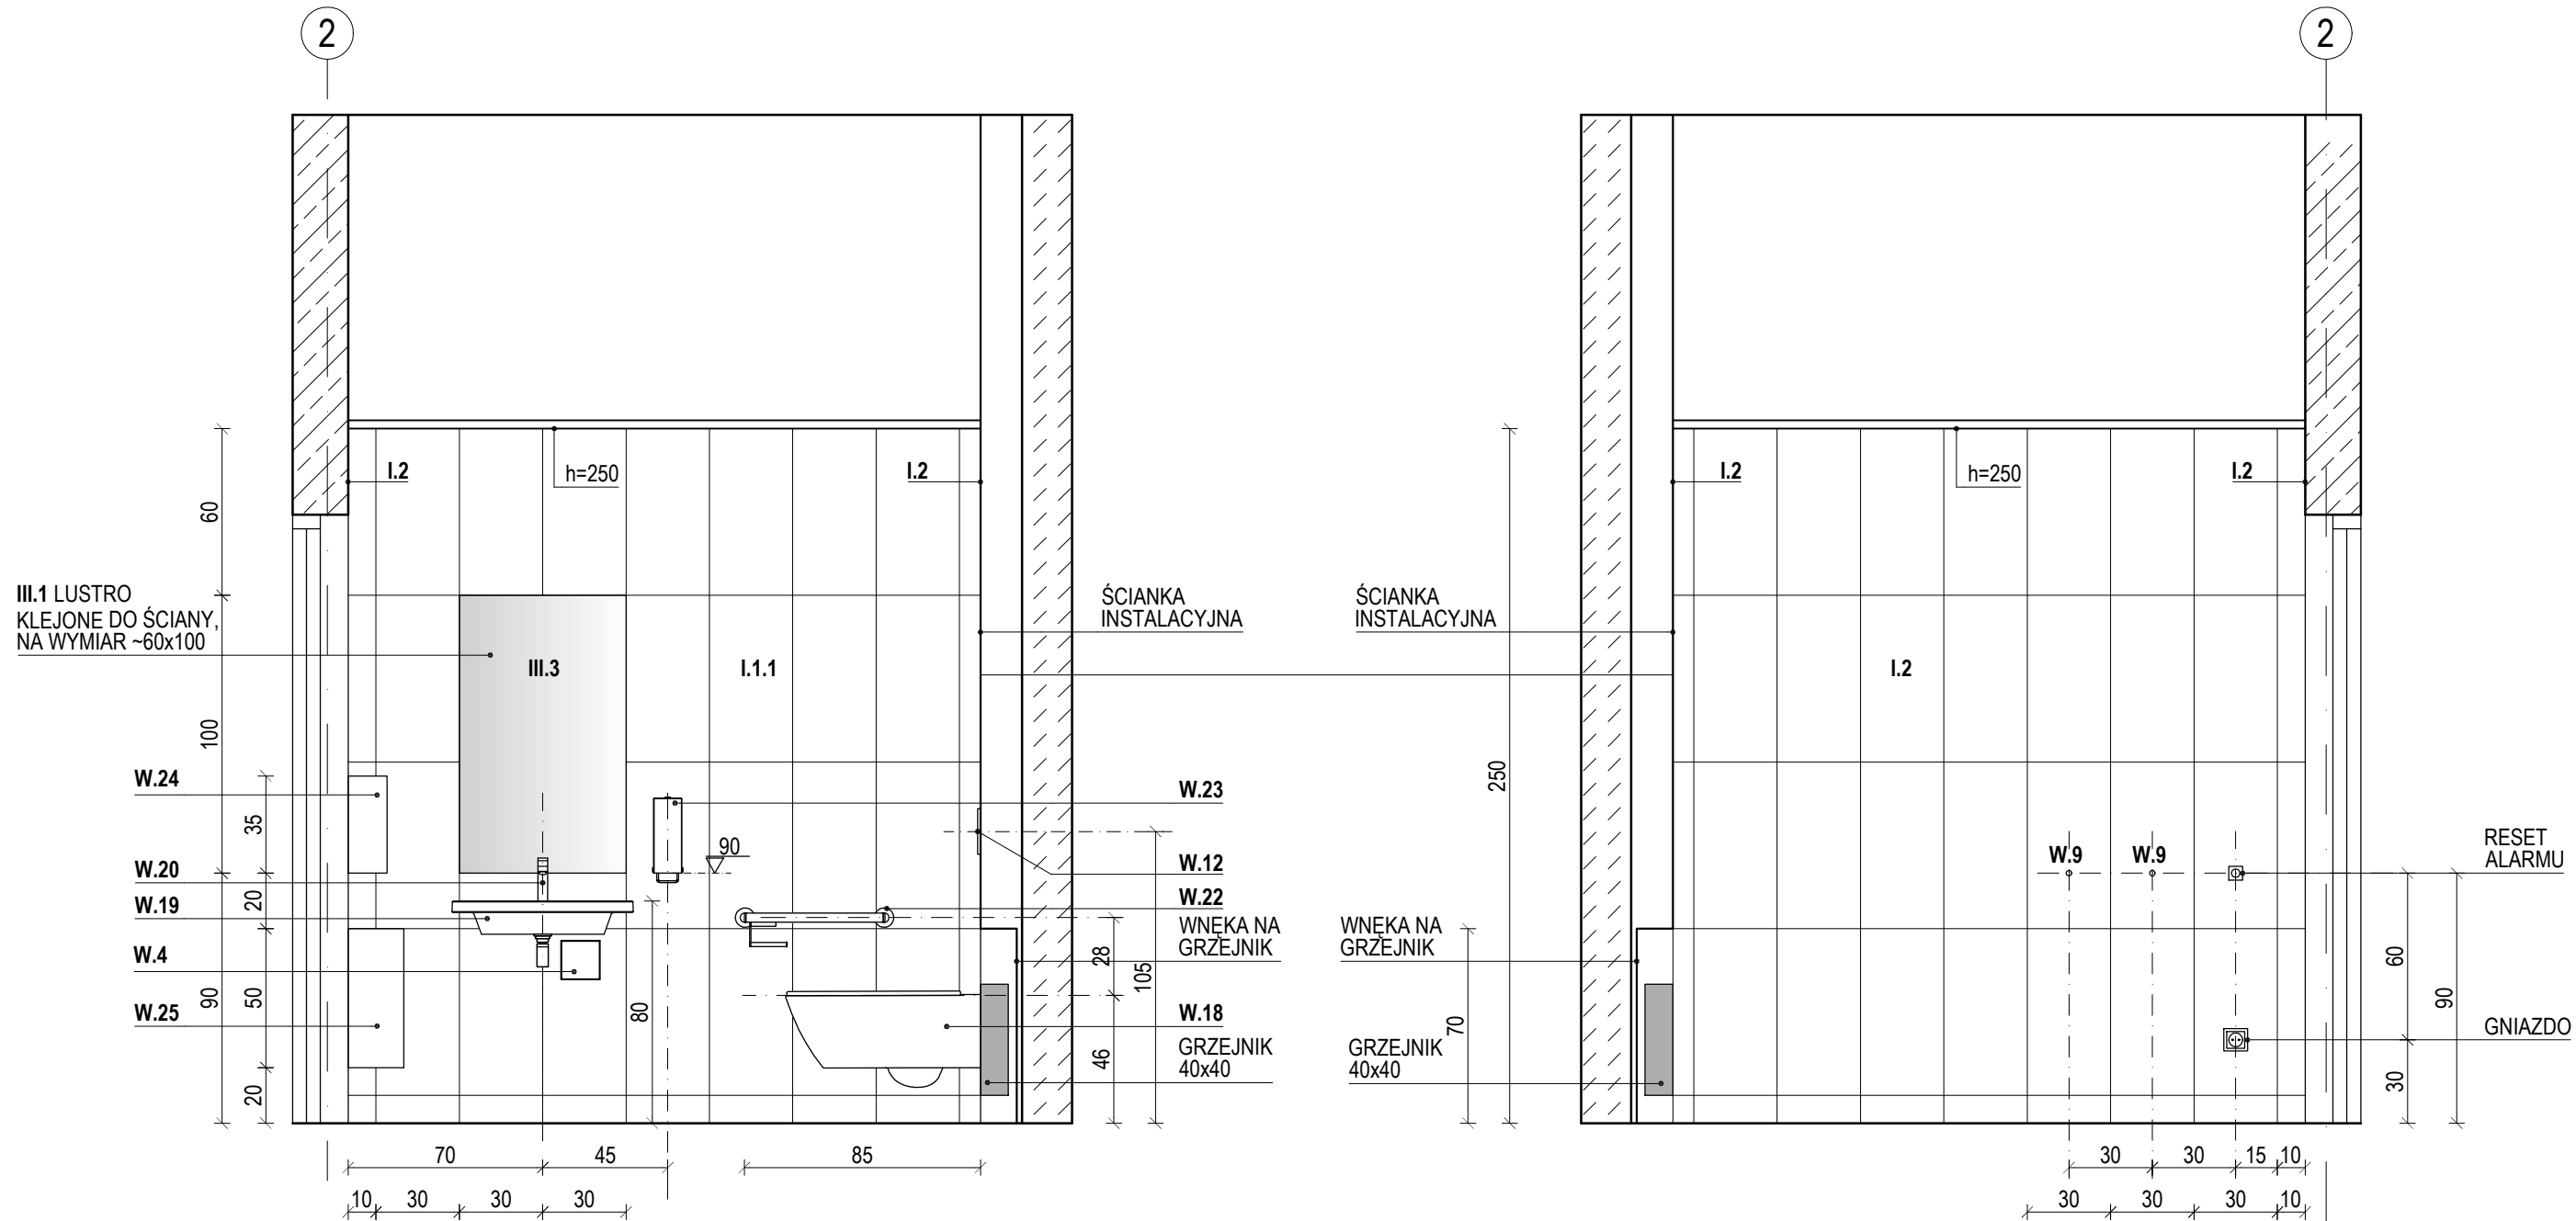 2
2
I.2
h=250
I.2
I.2
h=250
I.2
60
III.1 LUSTRO
KLEJONE DO ŚCIANY,
NA WYMIAR ~60x100
ŚCIANKA
INSTALACYJNA
ŚCIANKA
INSTALACYJNA
III.3
I.1.1
I.2
100
250
W.24
W.23
35
90
W.9
W.9
RESET
ALARMU
W.20
W.12
W.19
20
W.22
WNĘKA NA
GRZEJNIK
WNĘKA NA
GRZEJNIK
W.4
28
105
60
90
50
80
70
90
W.25
W.18
GNIAZDO
GRZEJNIK
40x40
GRZEJNIK
40x40
46
20
30
70
45
85
30
30
15
10
10
30
30
30
30
30
30
10